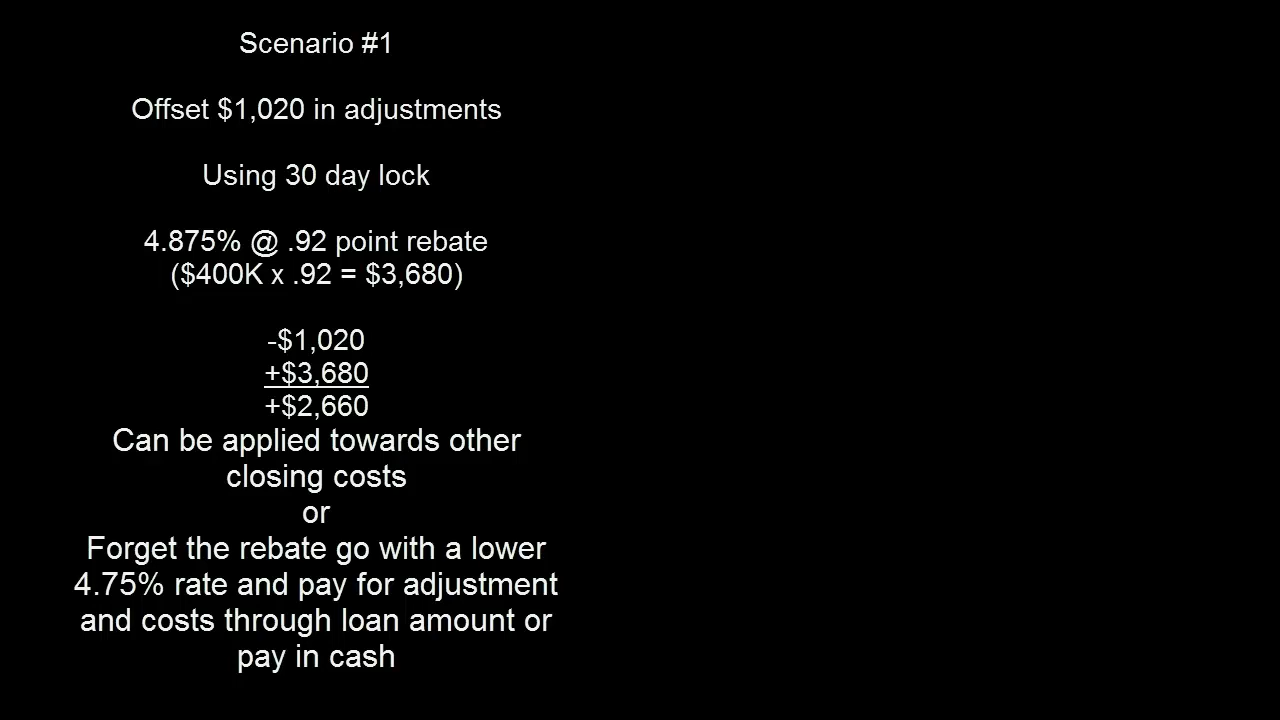 Scenario #1
Offset $1,020 in adjustments
Using 30 day lock
4.875% @ .92 point rebate
($400K x .92 = $3,680)
-$1,020
+$3,680
+$2,660
Can be applied towards other
closing costs
or
Forget the rebate go with a lower
4.75% rate and pay for adjustment
and costs through loan amount or
pay in cash